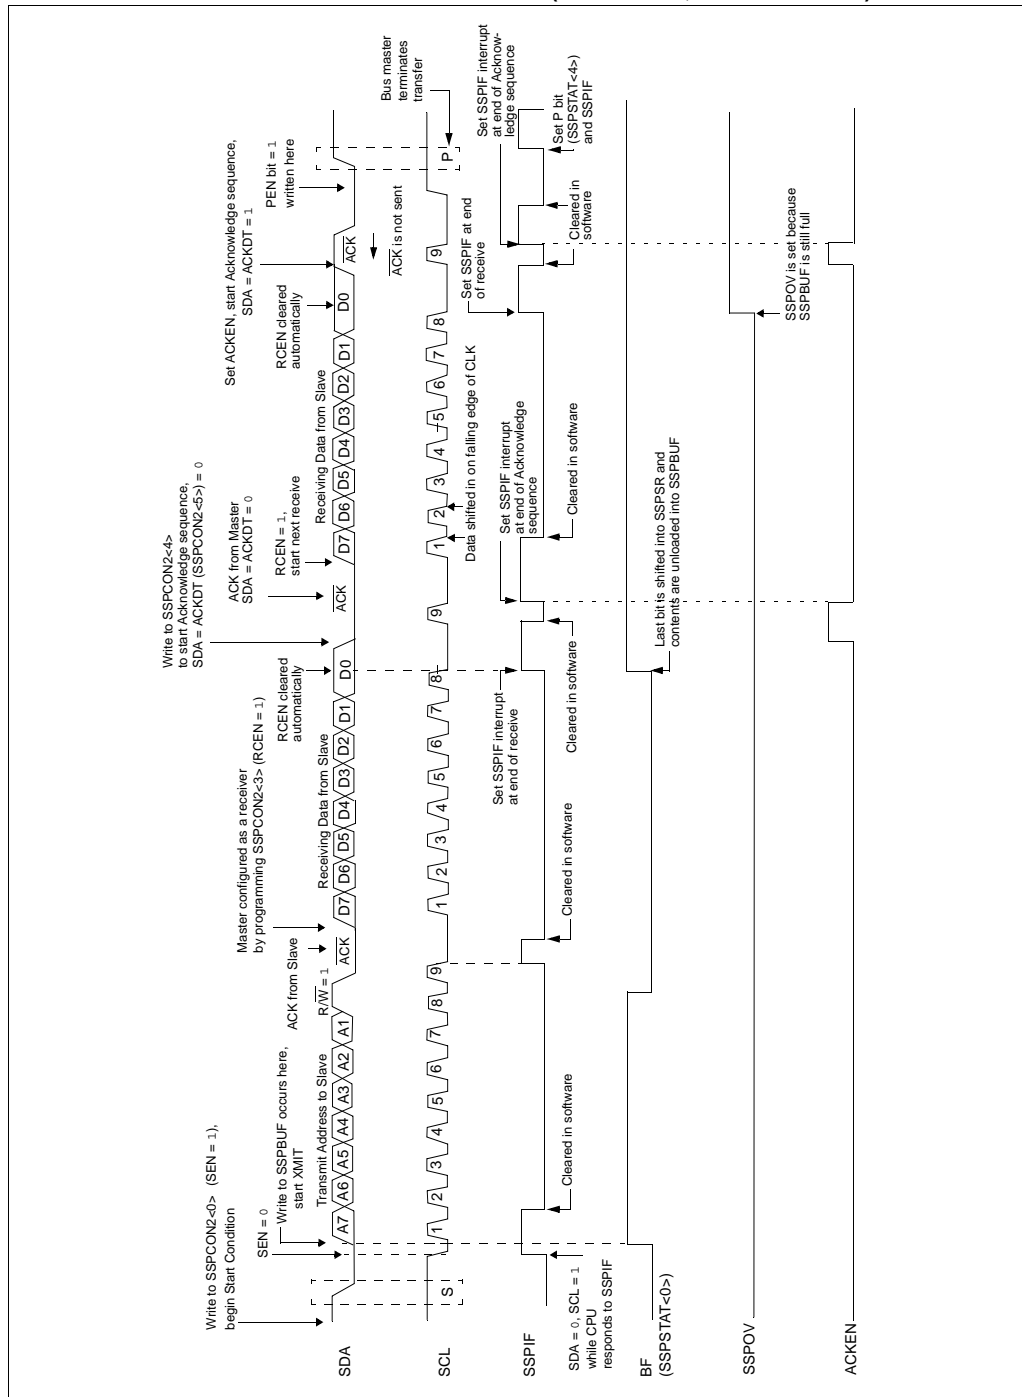 Write to SSPCON2<0> (SEN = 1),
begin Start Condition
SEN = 0
Write to SSPBUF occurs here,
start XMIT
Transmit Address to Slave
R/W = 1
ACK from Slave
Master configured as a receiver
by programming SSPCON2<3> (RCEN = 1)
Receiving Data from Slave
RCEN cleared
automatically
Write to SSPCON2<4>
to start Acknowledge sequence,
SDA = ACKDT (SSPCON2<5>) = 0
ACK from Master
SDA = ACKDT = 0
RCEN = 1,
start next receive
Receiving Data from Slave
RCEN cleared
automatically
Set ACKEN, start Acknowledge sequence,
SDA = ACKDT = 1
PEN bit = 1
written here
SDA
A7 A6 A5 A4 A3 A2 A1
ACK
D7 D6 D5 D4 D3 D2 D1 D0
ACK
D7 D6 D5 D4 D3 D2 D1 D0
ACK
ACK is not sent
Bus master
terminates
transfer
SCL
S
1 2 3 4 5 6 7 8 9
1 2 3 4 5 6 7 8 9
1 2 3 4 5 6 7 8 9
P
Data shifted in on falling edge of CLK
Set SSPIF interrupt
at end of receive
Set SSPIF interrupt
at end of Acknowledge
sequence
Set SSPIF at end
of receive
Set SSPIF interrupt
at end of Acknow-
ledge sequence
SSPIF
SDA = 0, SCL = 1
while CPU
responds to SSPIF
Cleared in software
Cleared in software
Cleared in software
Cleared in software
Cleared in
software
Set P bit
(SSPSTAT<4>)
and SSPIF
BF
(SSPSTAT<0>)
Last bit is shifted into SSPSR and
contents are unloaded into SSPBUF
SSPOV
SSPOV is set because
SSPBUF is still full
ACKEN